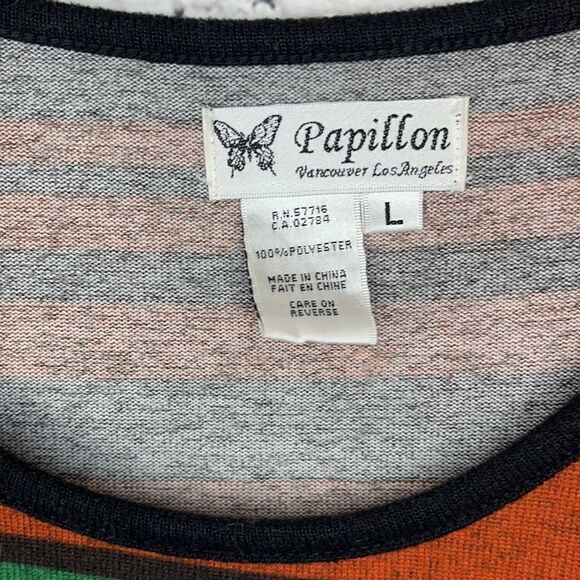 Papillon
Vancouver Los Angeles
L
R.N.57716
C.A.02784
100%POLYESTER
MADE IN CHINA
FAIT EN CHINE
CARE ON
REVERSE